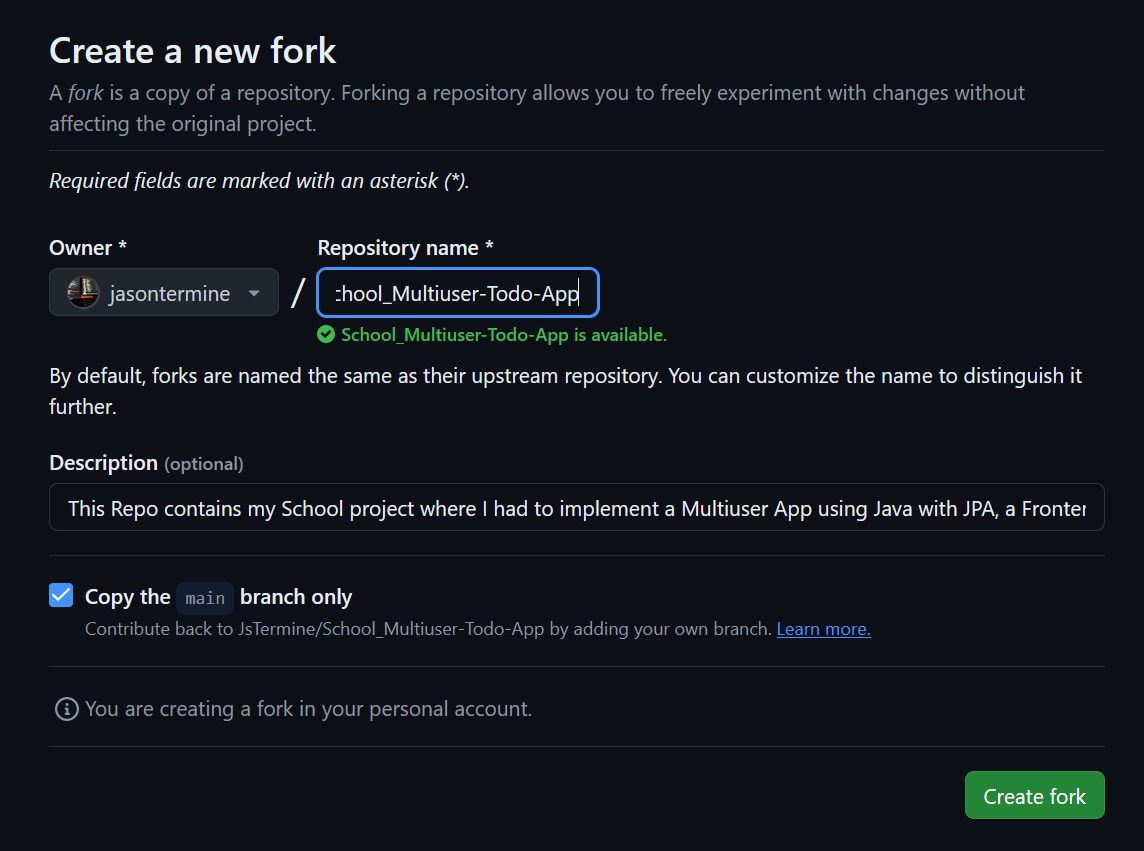 Create a new fork
A fork is a copy of a repository. Forking a repository allows you to freely experiment with changes without
affecting the original project.
Required fields are marked with an asterisk (*).
Owner *
Repository name *
jasontermine
/
chool_Multiuser-Todo-App
School_Multiuser-Todo-App is available.
By default, forks are named the same as their upstream repository. You can customize the name to distinguish it
further.
Description (optional)
This Repo contains my School project where I had to implement a Multiuser App using Java with JPA, a Fronten
Copy the main branch only
Contribute back to JsTermine/School_Multiuser-Todo-App by adding your own branch. Learn more.
You are creating a fork in your personal account.
Create fork